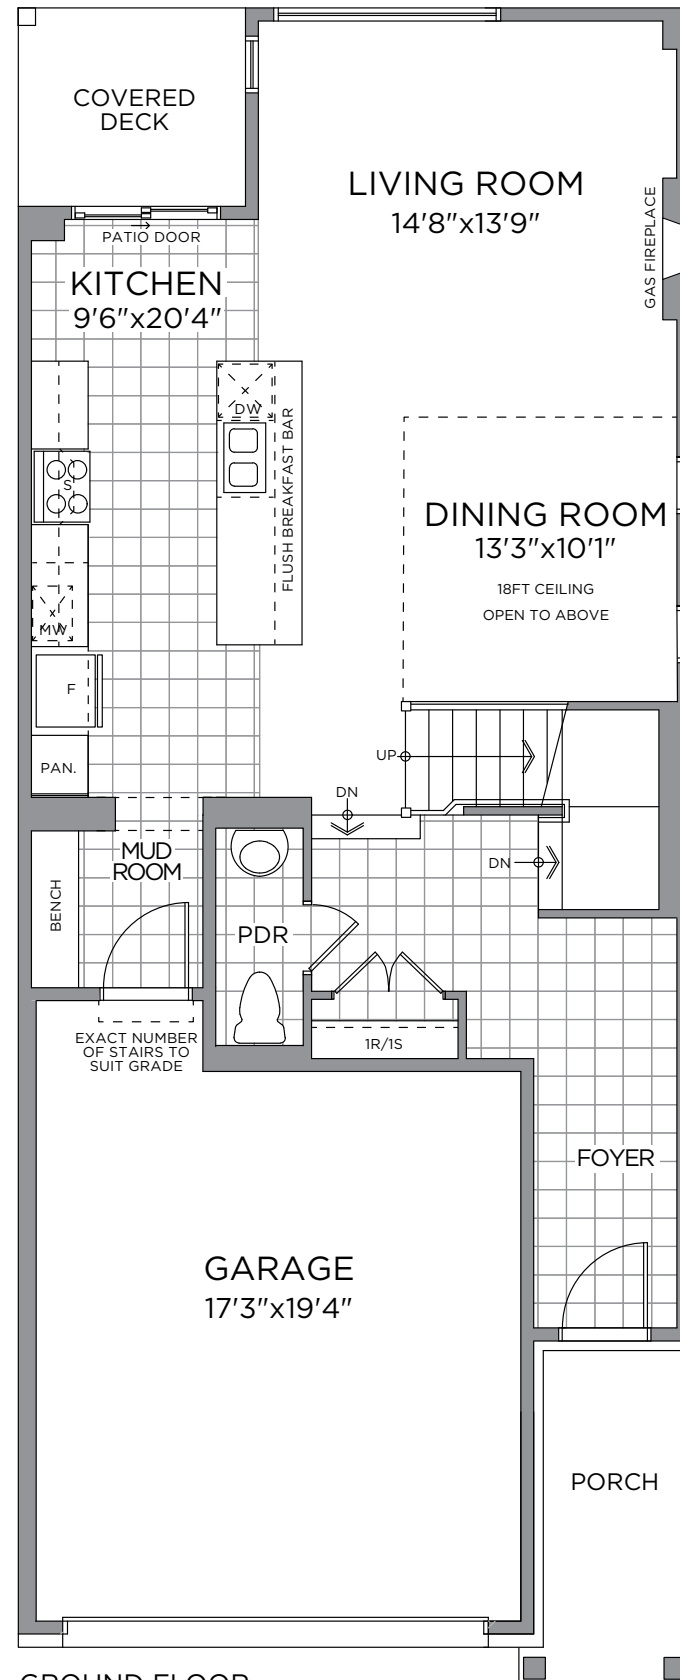 COVERED
DECK
LIVING ROOM
14'8"x13'9"
GAS FIREPLACE
PATIO DOOR
KITCHEN
9'6"x20'4"
DW
FLUSH BREAKFAST BAR
S
DINING ROOM
13'3"x10'1"
18FT CEILING
OPEN TO ABOVE
MW
F
PAN.
UP
DN
DN
MUD
ROOM
BENCH
PDR
EXACT NUMBER
OF STAIRS TO
SUIT GRADE
1R/1S
FOYER
GARAGE
17'3"x19'4"
PORCH
GROUND FLOOR